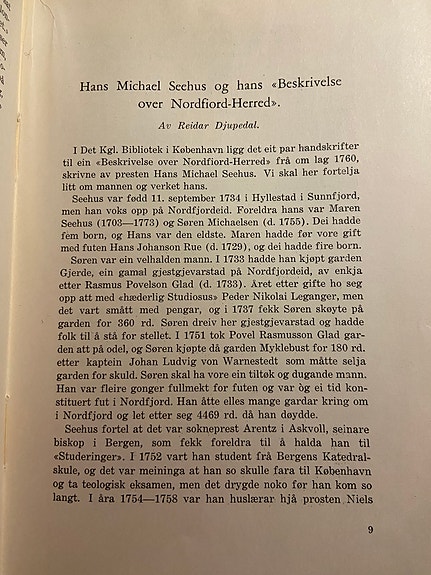 Hans Michael Seehus og hans «Beskrivelse
over Nordfiord-Herred».
Av Reidar Djupedal.
I Det Kgl. Bibliotek i København ligg det eit par handskrifter
til ein «Beskrivelse over Nordfiord-Herred» frå om lag 1760,
skrivne av presten Hans Michael Seehus. Vi skal her fortelja
litt om mannen og verket hans.
Seehus var fødd 11. september 1734 i Hyllestad i Sunnfjord,
men han voks opp på Nordfjordeid. Foreldra hans var Maren
Seehus (1703—1773) og Søren Michaelsen (d. 1755). Dei hadde
fem born, og Hans var den eldste. Maren hadde før vore gift
med futen Hans Johanson Rue (d. 1729), og dei hadde fire born.
Søren var ein velhalden mann. I 1733 hadde han kjøpt garden
Gjerde, ein gamal gjestgjevarstad på Nordfjordeid, av enkja
etter Rasmus Povelson Glad (d. 1733). Året etter gifte ho seg
opp att med «hæderlig Studiosus» Peder Nikolai Leganger, men
det vart smått med pengar, og i 1737 fekk Søren skøyte på
garden for 360 rd. Søren dreiv her gjestgjevarstad og hadde
folk til å stå for stellet. I 1751 tok Povel Rasmusson Glad gar-
den att på odel, og Søren kjøpte då garden Myklebust for 180 rd.
etter kaptein Johan Ludvig von Warnestedt som måtte selja
garden for skuld. Søren skal ha vore ein tiltøk og dugande mann.
Han var fleire gonger fullmekt for futen og var òg ei tid kon-
stituert fut i Nordfjord. Han åtte elles mange gardar kring om
i Nordfjord og let etter seg 4469 rd. då han døydde.
Seehus fortel at det var sokneprest Arentz i Askvoll, seinare
biskop i Bergen, som fekk foreldra til å halda han til
«Studeringer». I 1752 vart han student frå Bergens Katedral-
skule, og det var meininga at han so skulle fara til København
og ta teologisk eksamen, men det drygde noko før han kom so
langt. I åra 1754—1758 var han huslærar hjå prosten Niels
9